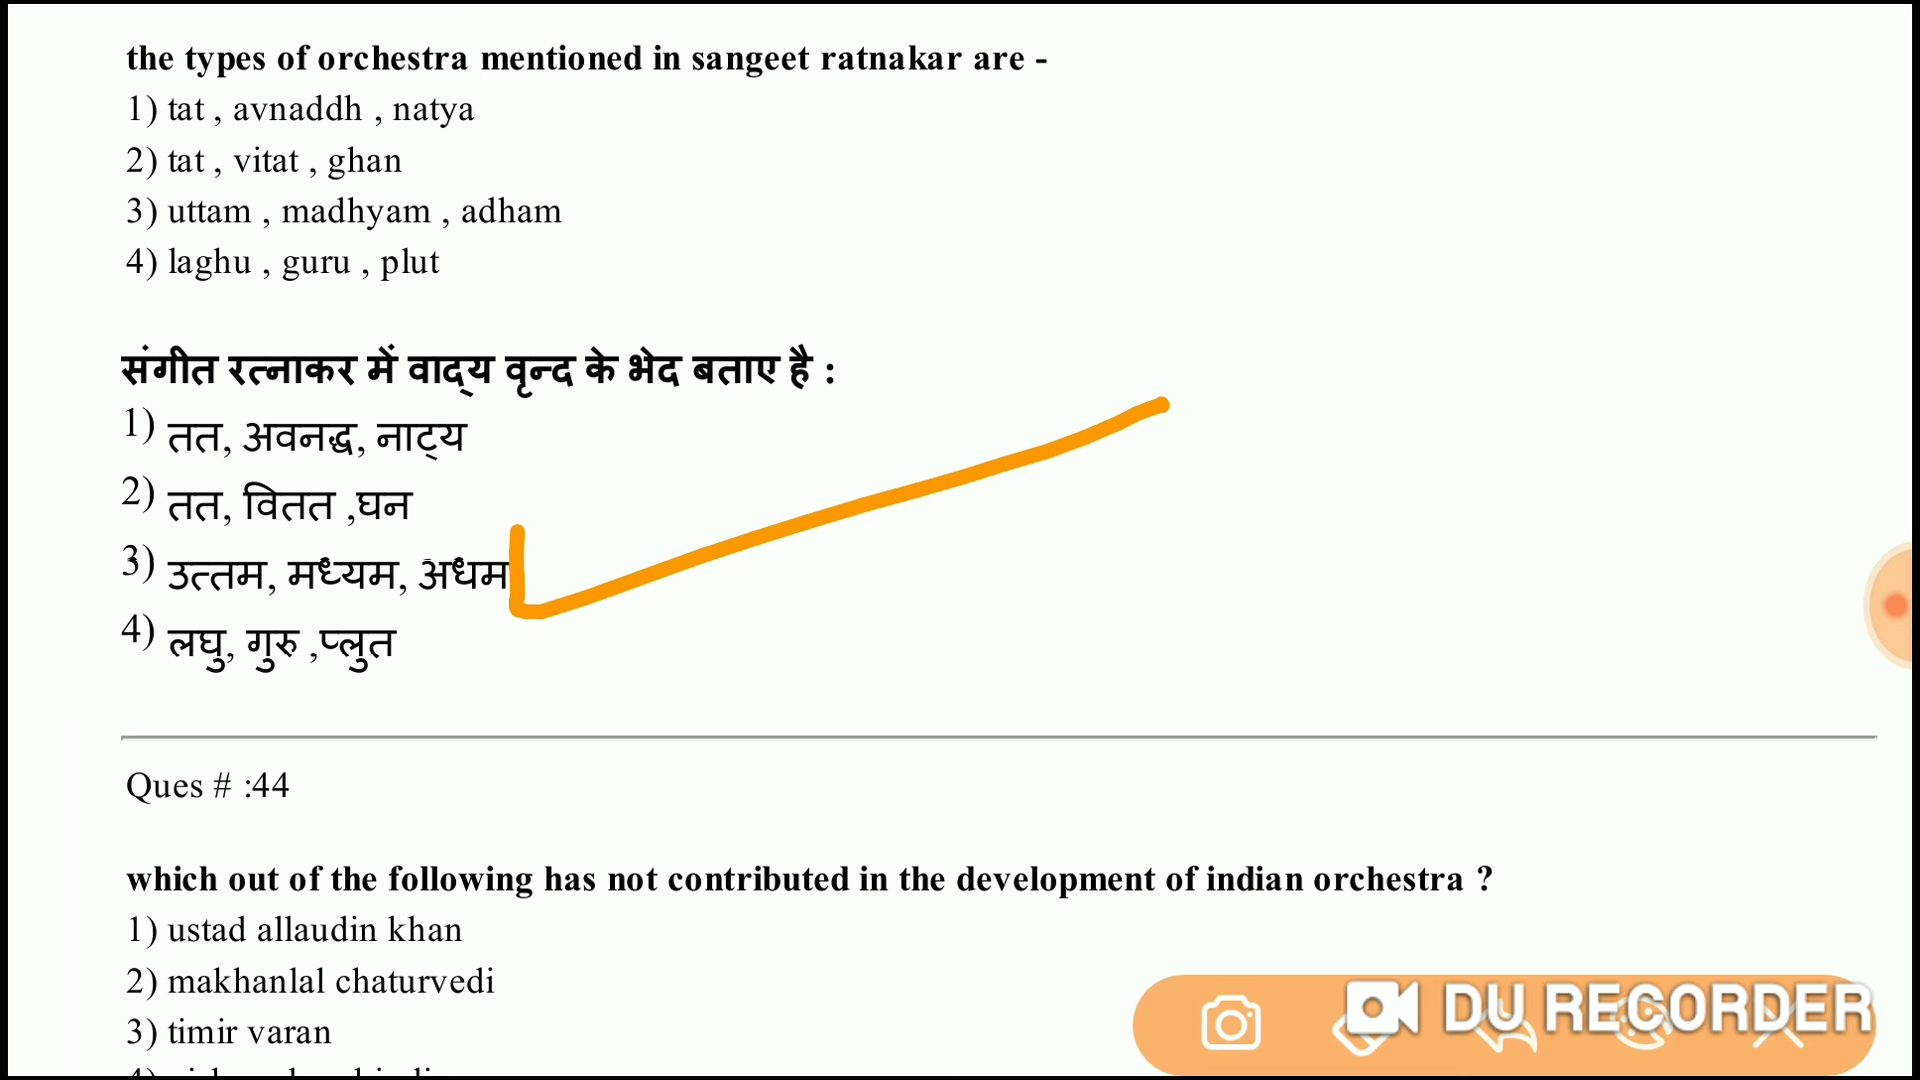 the types of orchestra mentioned in sangeet ratnakar are -
1) tat , avnaddh , natya
2) tat , vitat , ghan
3) uttam , madhyam , adham
4) laghu , guru , plut
संगीत रत्नाकर में वाद्य वृन्द के भेद बताए है :
1) तत, अवनद्ध, नाट्य
2) तत, वितत ,घन
3) उत्तम, मध्यम, अधम
4) लघु, गुरु ,प्लुत
Ques # :44
which out of the following has not contributed in the development of indian orchestra ?
1) ustad allaudin khan
2) makhanlal chaturvedi
3) timir varan
DU RECORDER